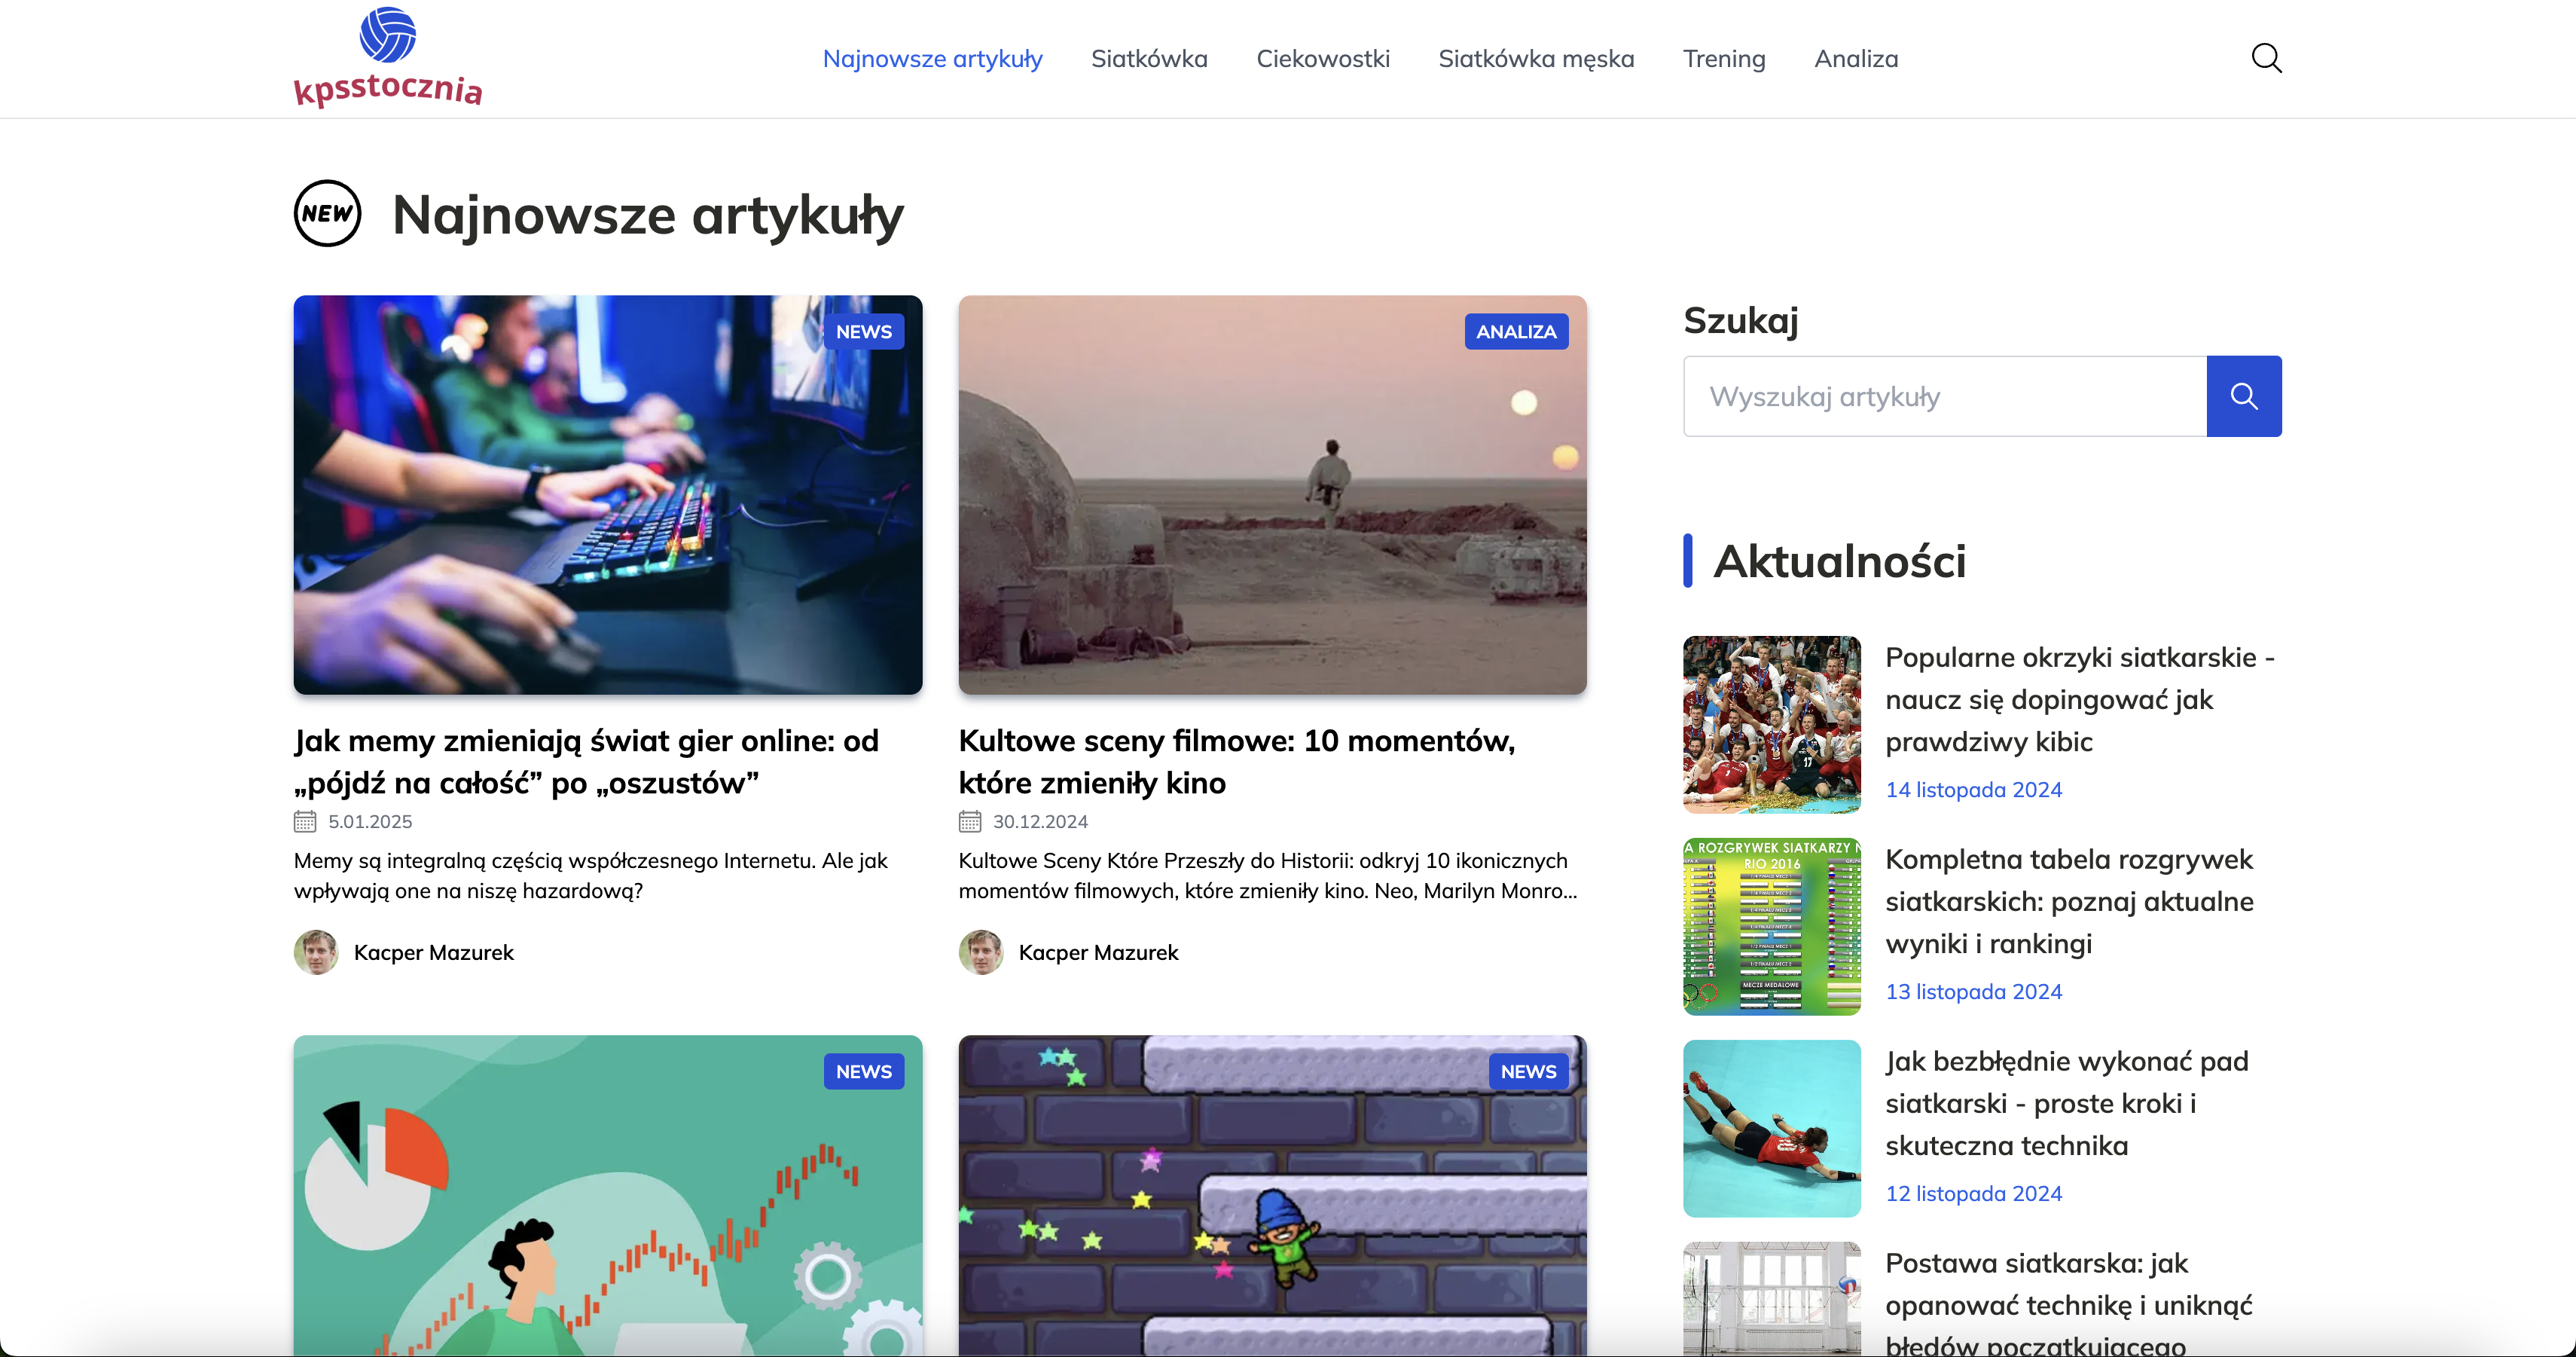 kpsstocznia
Najnowsze artykuły
Siatkówka
Ciekowostki
Siatkówka męska
Trening
Analiza
NEW
Najnowsze artykuły
NEWS
Jak memy zmieniają świat gier online: od
„pójdź na całość” po „oszustów”
5.01.2025
Memy są integralną częścią współczesnego Internetu. Ale jak
wpływają one na niszę hazardową?
Kacper Mazurek
ANALIZA
Kultowe sceny filmowe: 10 momentów,
które zmieniły kino
30.12.2024
Kultowe Sceny Które Przeszły do Historii: odkryj 10 ikonicznych
momentów filmowych, które zmieniły kino. Neo, Marilyn Monro...
Kacper Mazurek
NEWS
NEWS
Szukaj
Wyszukaj artykuły
Aktualności
Popularne okrzyki siatkarskie -
naucz się dopingować jak
prawdziwy kibic
14 listopada 2024
A ROZGRYWEK SIATKARZY
RIO 2016
MECZE MEDALOWE
Kompletna tabela rozgrywek
siatkarskich: poznaj aktualne
wyniki i rankingi
13 listopada 2024
Jak bezbłędnie wykonać pad
siatkarski - proste kroki i
skuteczna technika
12 listopada 2024
Postawa siatkarska: jak
opanować technikę i uniknąć
błędów początkującego